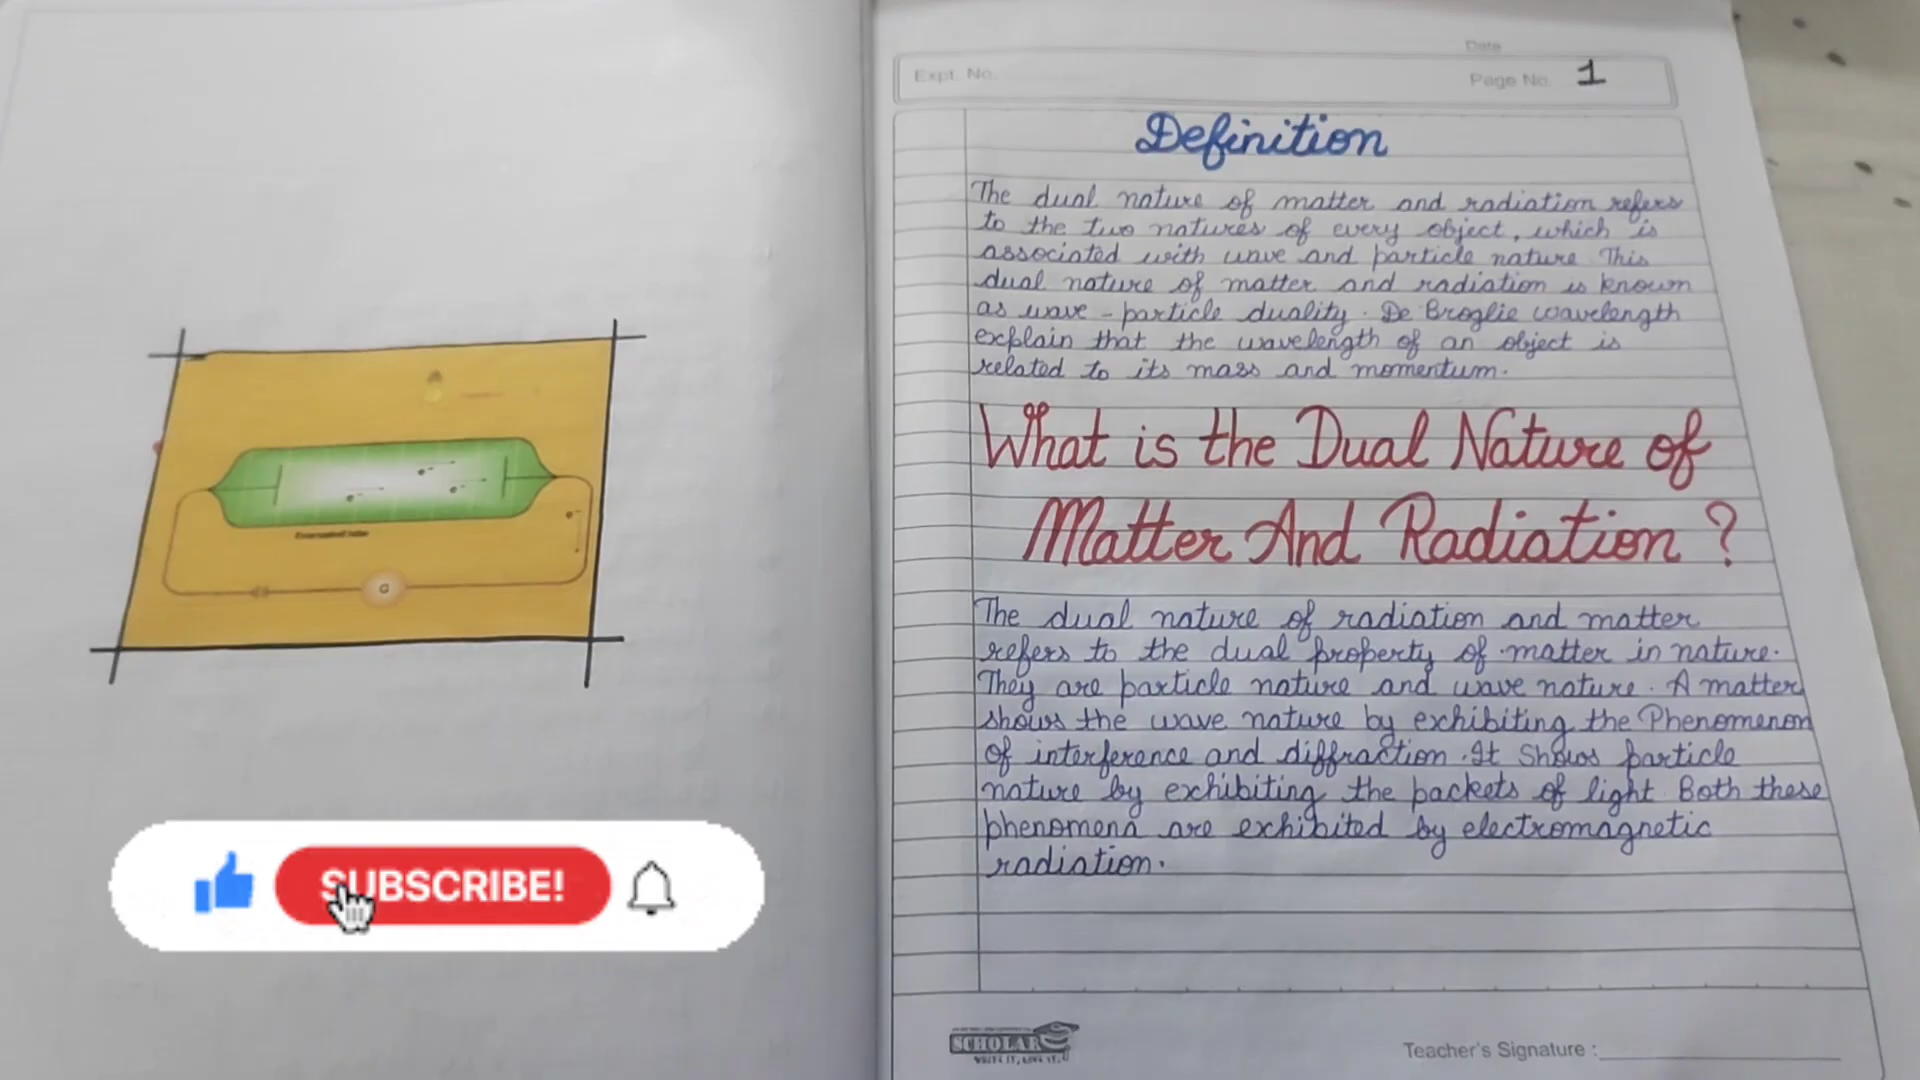 Evacuated tube
G
SUBSCRIBE!
Date
Expt. No.
Page No. 1
Definition
The dual nature of matter and radiation refers
to the two natures of every object, which is
associated with wave and particle nature This
dual nature of matter and radiation is known
as wave - particle duality. De Broglie wavelength
explain that the wavelength of an object is
related to its mass and momentum.
What is the Dual Nature of
Matter And Radiation ?
The dual nature of radiation and matter
refers to the dual property of matter in nature.
They are particle nature and wave nature. A matter
shows the wave nature by exhibiting the Phenomenon
of interference and diffraction. It Shows particle
nature by exhibiting the packets of light Both these
phenomena are exhibited by electromagnetic
radiation.
SCHOLAR
WRITE IT, LIVE IT.
Teacher's Signature :